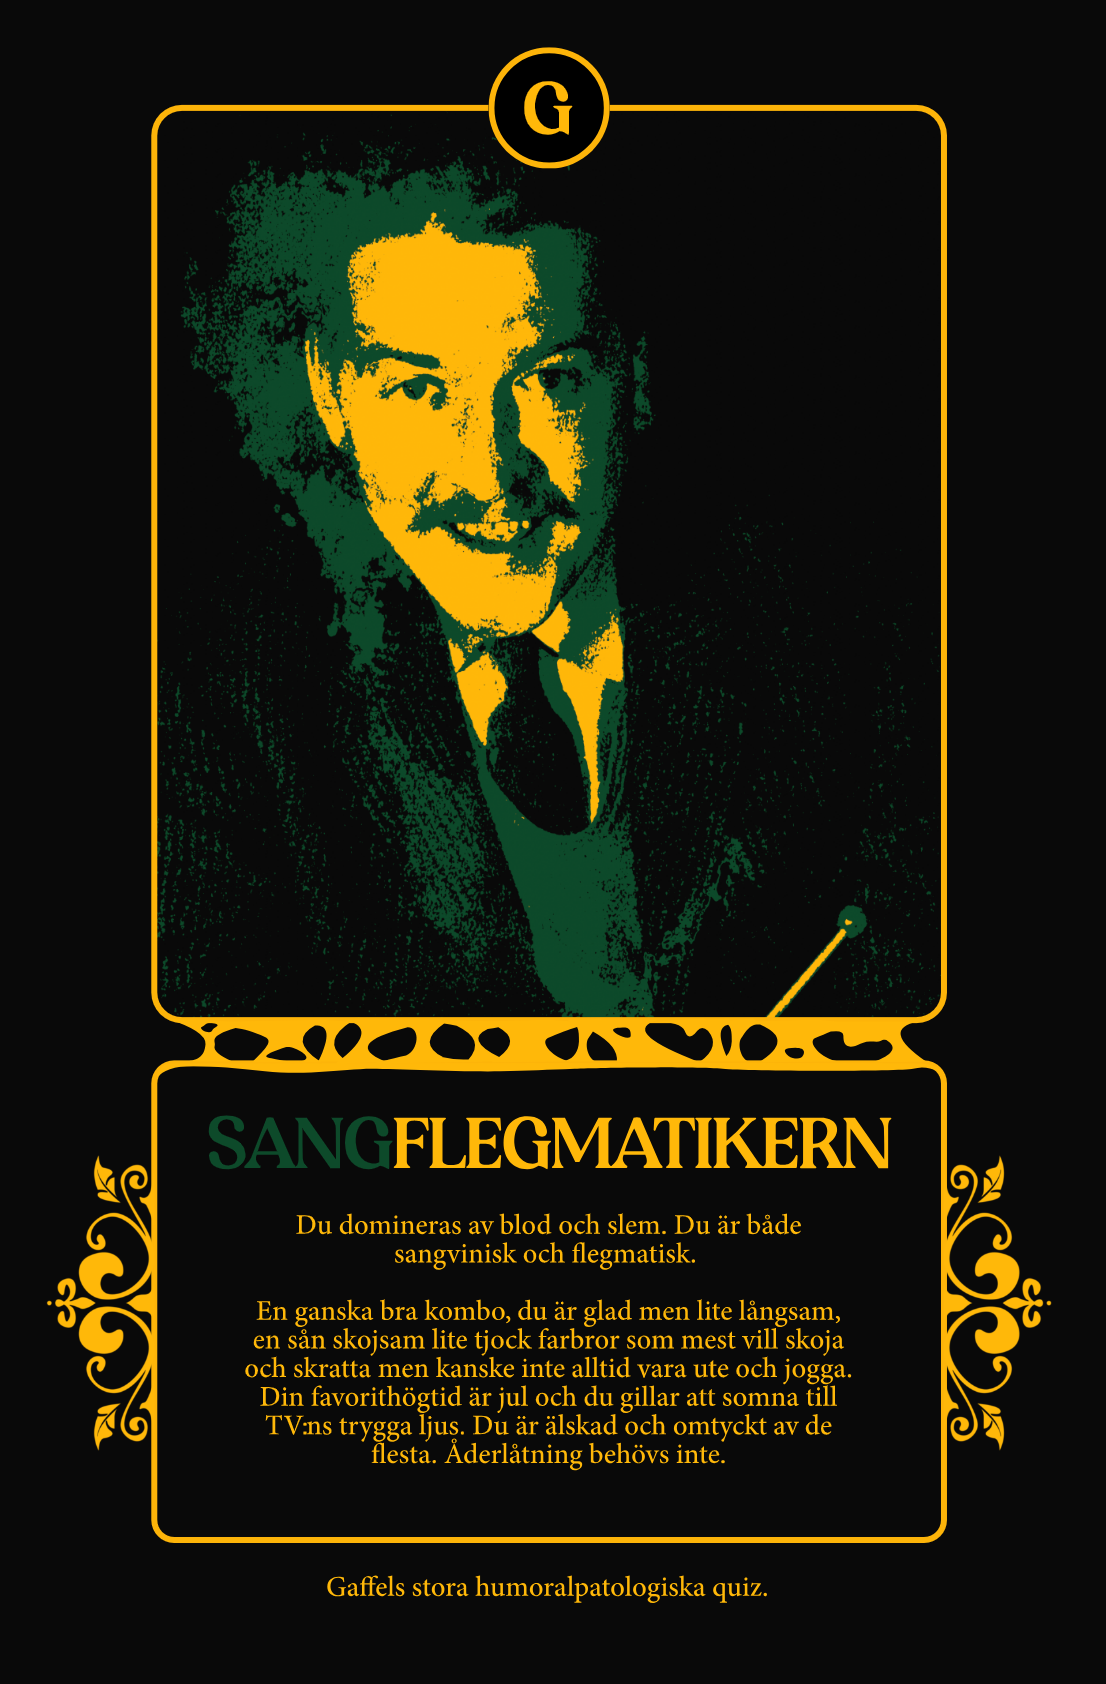 G
SANGFLEGMATIKERN
Du domineras av blod och slem. Du är både
sangvinisk och flegmatisk.
En ganska bra kombo, du är glad men lite långsam,
en sån skojsam lite tjock farbror som mest vill skoja
och skratta men kanske inte alltid vara ute och jogga.
Din favorithögtid är jul och du gillar att somna till
TV:ns trygga ljus. Du är älskad och omtyckt av de
flesta. Åderlåtning behövs inte.
Gaffels stora humoralpatologiska quiz.